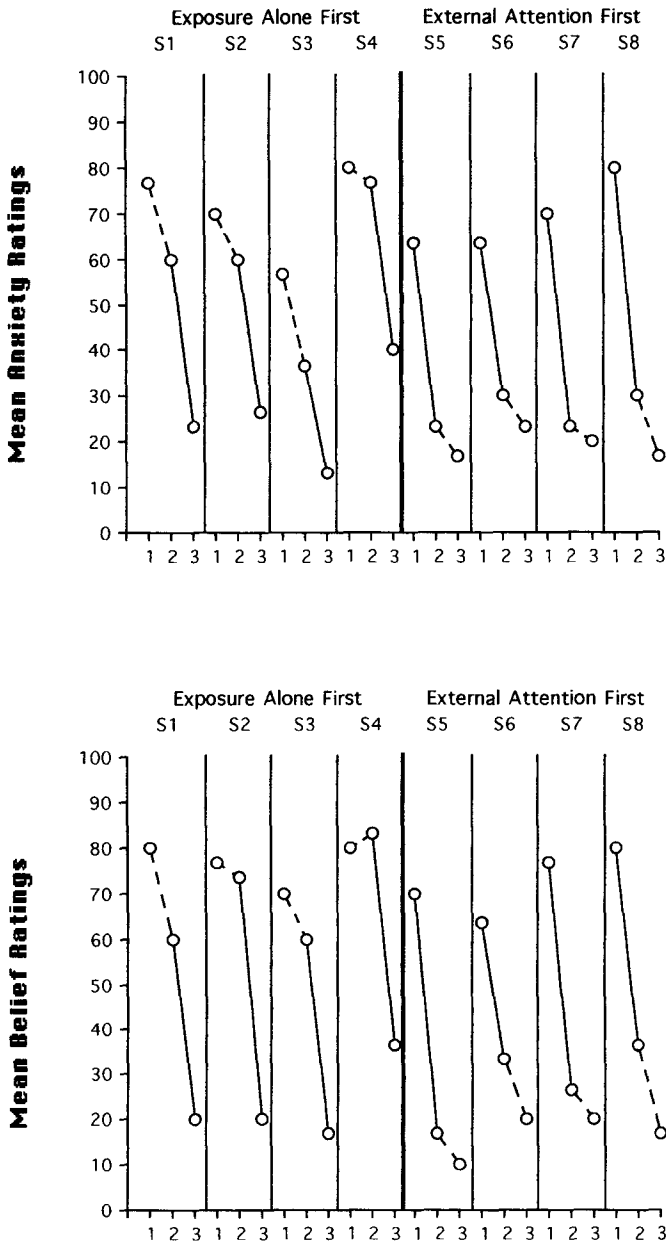 Exposure Alone First External Attention First
S1 S2 S3 S4 S5 S6 S7 S8
Mean Anxiety Ratings
100
90
80
70
60
50
40
30
20
10
0
1 2 3 1 2 3 1 2 3 1 2 3 1 2 3 1 2 3 1 2 3 1 2 3
Exposure Alone First External Attention First
S1 S2 S3 S4 S5 S6 S7 S8
Mean Belief Ratings
100
90
80
70
60
50
40
30
20
10
0
1 2 3 1 2 3 1 2 3 1 2 3 1 2 3 1 2 3 1 2 3 1 2 3